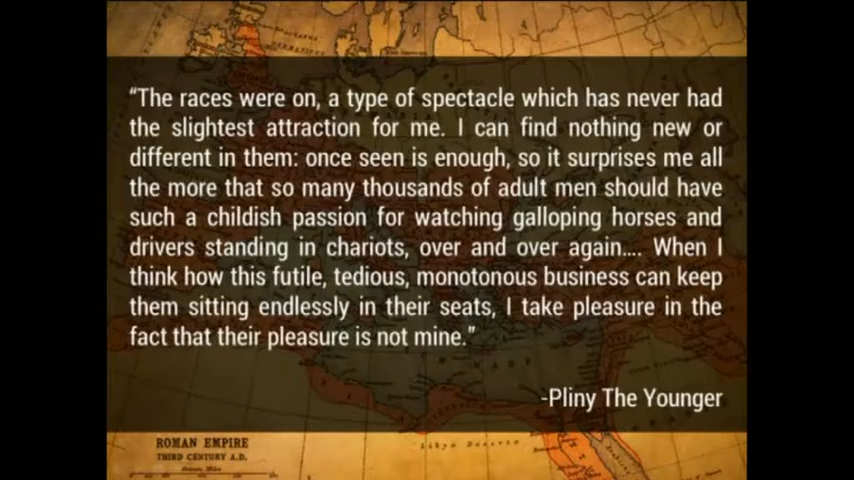 “The races were on, a type of spectacle which has never had
the slightest attraction for me. I can find nothing new or
different in them: once seen is enough, so it surprises me all
the more that so many thousands of adult men should have
such a childish passion for watching galloping horses and
drivers standing in chariots, over and over again.... When I
think how this futile, tedious, monotonous business can keep
them sitting endlessly in their seats, I take pleasure in the
fact that their pleasure is not mine.”
-Pliny The Younger
ROMAN EMPIRE
THIRD CENTURY A.D.
Libyn Deserts